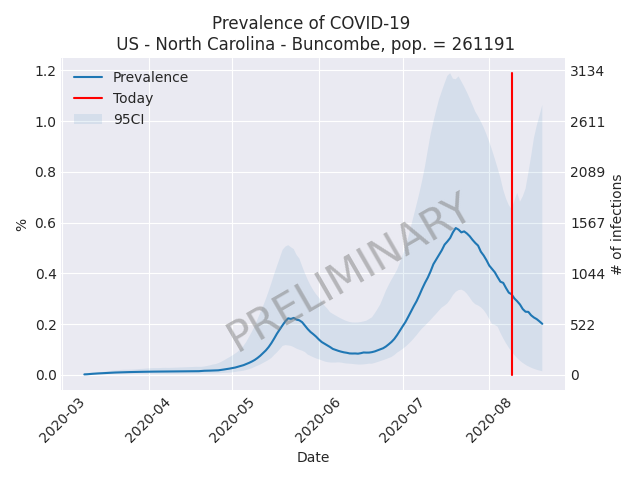 Prevalence of COVID-19
US - North Carolina - Buncombe, pop. = 261191
Prevalence
Today
95CI
PRELIMINARY
%
1.2
1.0
0.8
0.6
0.4
0.2
0.0
3134
2611
2089
1567
1044
522
0
# of infections
2020-03
2020-04
2020-05
2020-06
2020-07
2020-08
Date